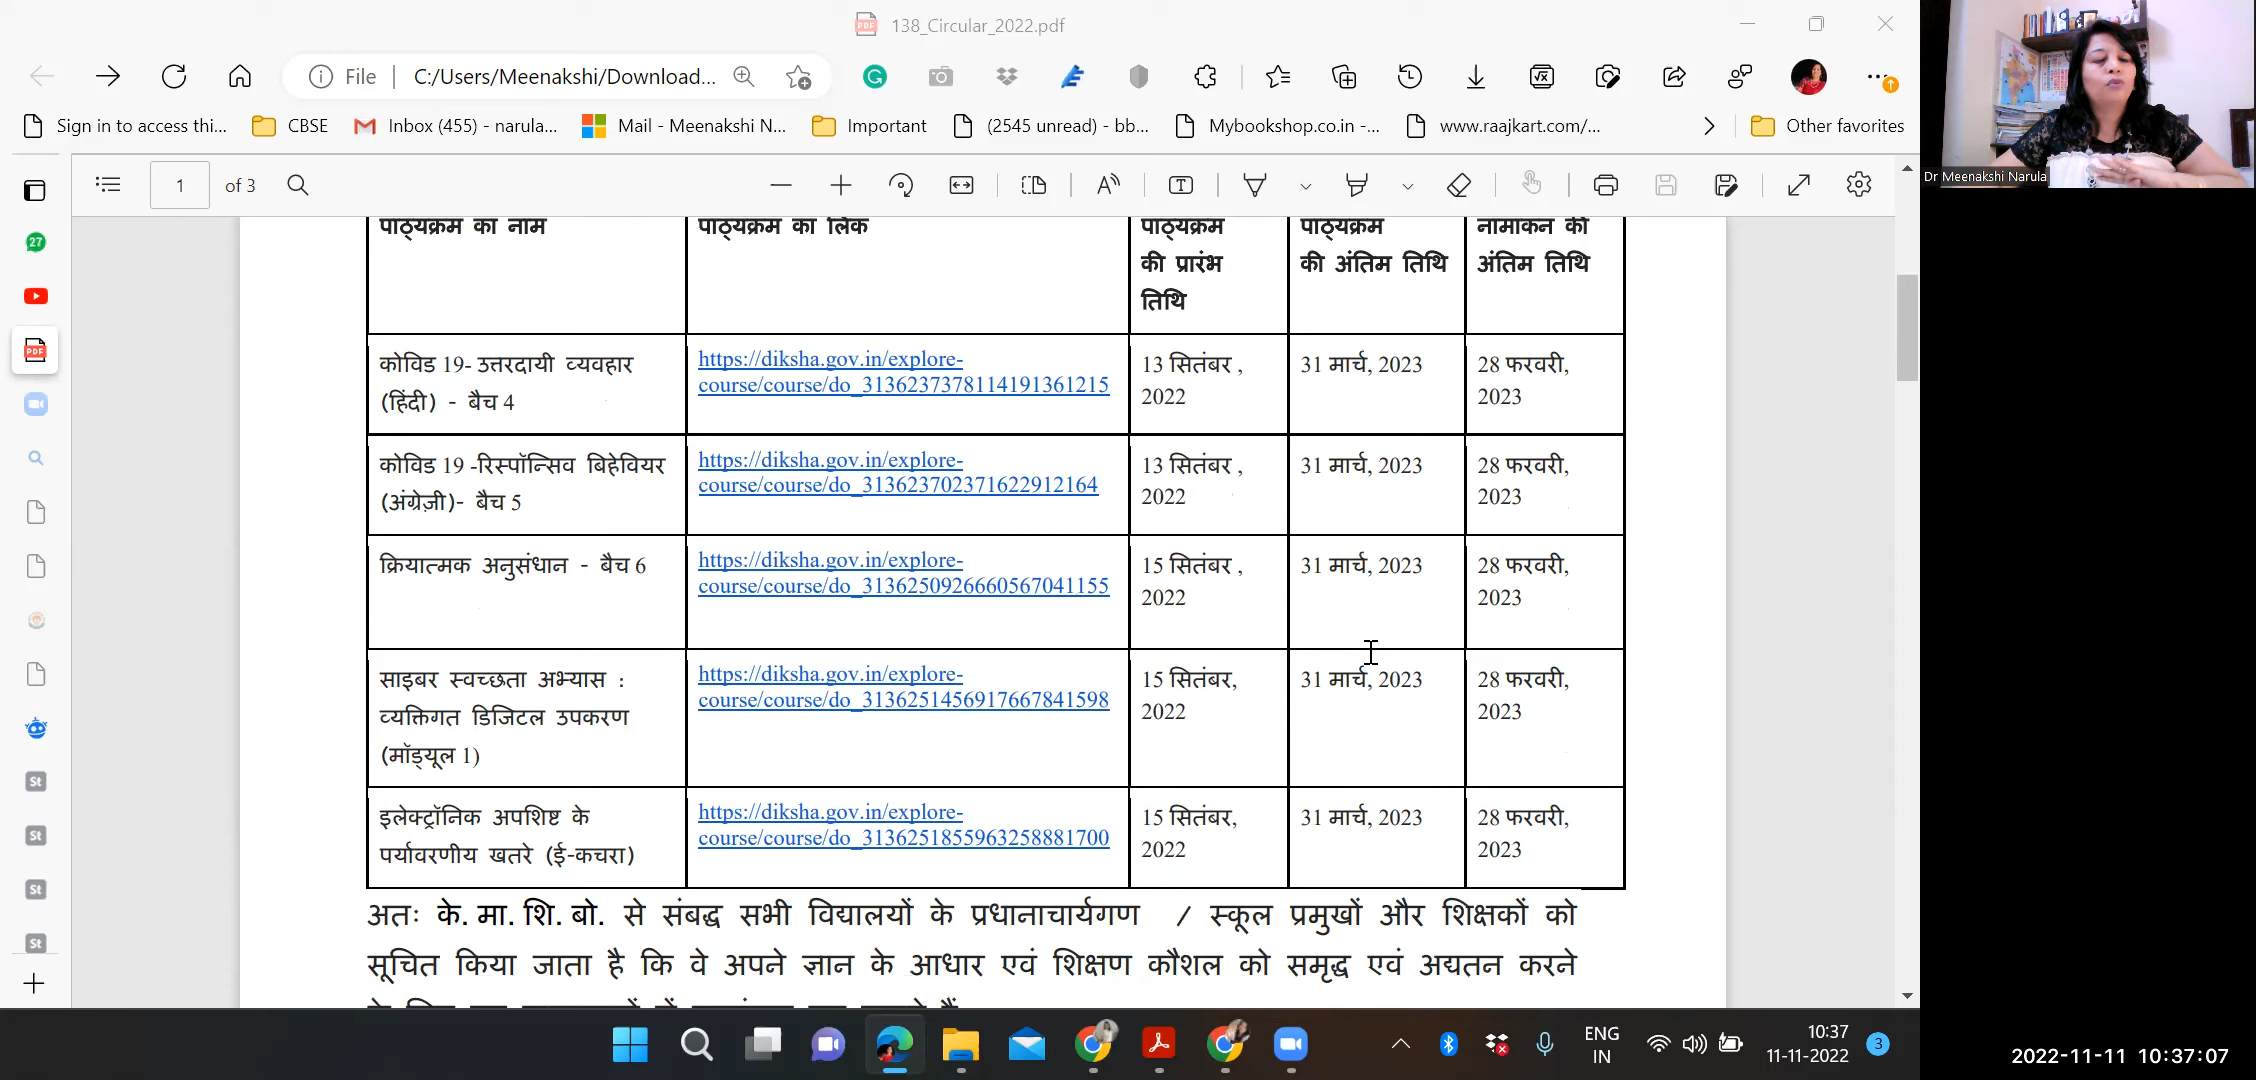 138_Circular_2022.pdf
File
C:/Users/Meenakshi/Download...
Sign in to access thi...
CBSE
Inbox (455) - narula...
Mail - Meenakshi N...
Important
(2545 unread) - bb...
Mybookshop.co.in -...
www.raajkart.com/...
Other favorites
Dr Meenakshi Narula
1 of 3
27
पाठ्यक्रम का नाम
पाठ्यक्रम का लिंक
पाठ्यक्रम
की प्रारंभ
तिथि
पाठ्यक्रम
की अंतिम तिथि
नामांकन की
अंतिम तिथि
कोविड 19- उत्तरदायी व्यवहार
(हिंदी) - बैच 4
https://diksha.gov.in/explore-
course/course/do_3136237378114191361215
13 सितंबर ,
2022
31 मार्च, 2023
28 फरवरी,
2023
कोविड 19 -रिस्पॉन्सिव बिहेवियर
(अंग्रेज़ी)- बैच 5
https://diksha.gov.in/explore-
course/course/do_313623702371622912164
13 सितंबर ,
2022
31 मार्च, 2023
28 फरवरी,
2023
क्रियात्मक अनुसंधान - बैच 6
https://diksha.gov.in/explore-
course/course/do_3136250926660567041155
15 सितंबर ,
2022
31 मार्च, 2023
28 फरवरी,
2023
साइबर स्वच्छता अभ्यास :
व्यक्तिगत डिजिटल उपकरण
(मॉड्यूल 1)
https://diksha.gov.in/explore-
course/course/do_3136251456917667841598
15 सितंबर,
2022
31 मार्च, 2023
28 फरवरी,
2023
इलेक्ट्रॉनिक अपशिष्ट के
पर्यावरणीय खतरे (ई-कचरा)
https://diksha.gov.in/explore-
course/course/do_3136251855963258881700
15 सितंबर,
2022
31 मार्च, 2023
28 फरवरी,
2023
अतः के. मा. शि. बो. से संबद्ध सभी विद्यालयों के प्रधानाचार्यगण / स्कूल प्रमुखों और शिक्षकों को
सूचित किया जाता है कि वे अपने ज्ञान के आधार एवं शिक्षण कौशल को समृद्ध एवं अद्यतन करने
ENG
IN
10:37
11-11-2022
3
2022-11-11 10:37:07